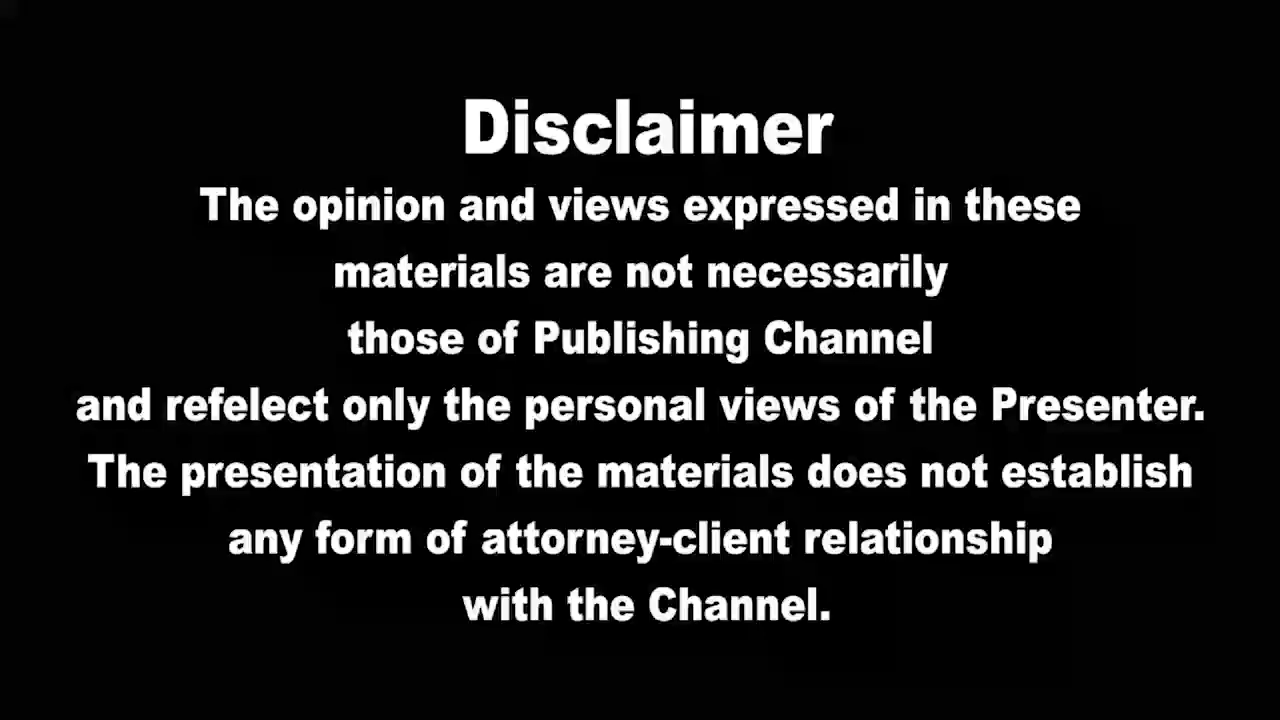 Disclaimer
The opinion and views expressed in these
materials are not necessarily
those of Publishing Channel
and refelect only the personal views of the Presenter.
The presentation of the materials does not establish
any form of attorney-client relationship
with the Channel.